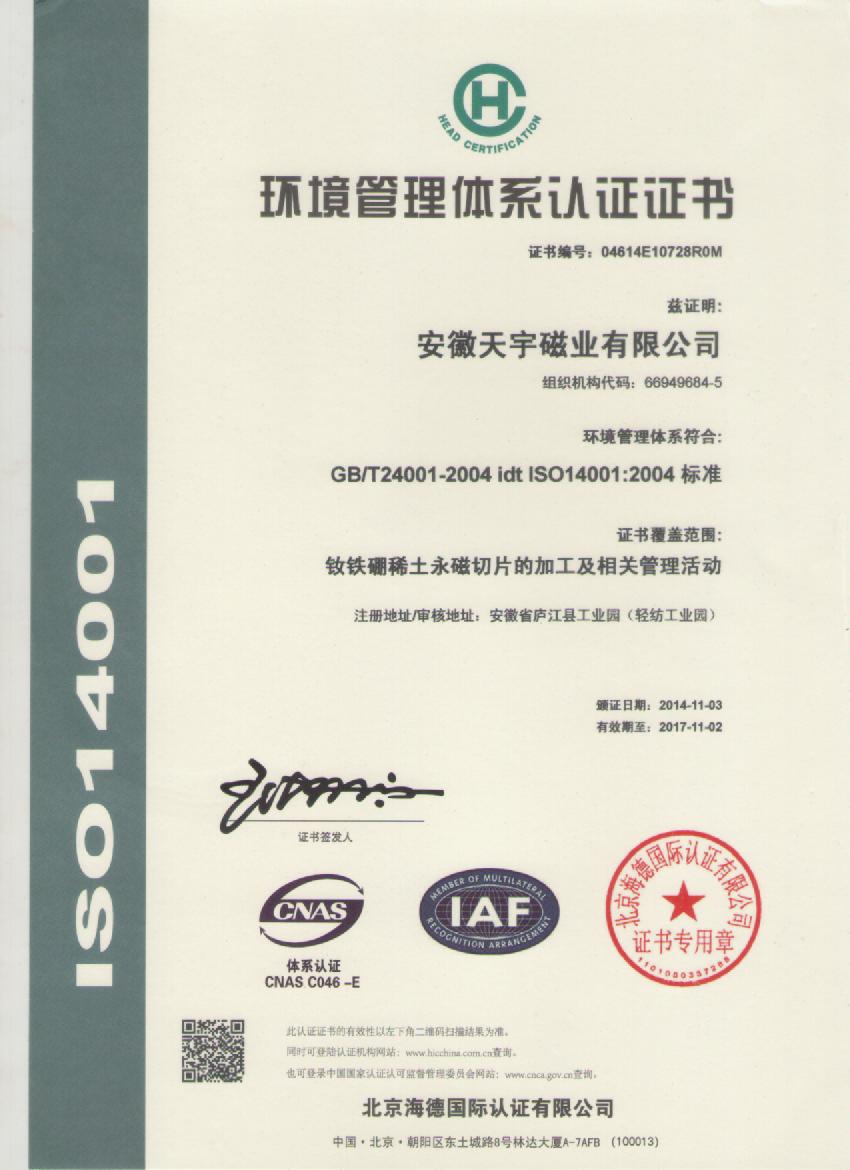 HEAD CERTIFICATION
环境管理体系认证证书
证书编号：04614E10728R0M
兹证明：
安徽天宇磁业有限公司
组织机构代码：66949684-5
环境管理体系符合：
GB/T24001-2004 idt ISO14001:2004 标准
证书覆盖范围：
钕铁硼稀土永磁切片的加工及相关管理活动
注册地址/审核地址：安徽省庐江县工业园（轻纺工业园）
颁证日期：2014-11-03
有效期至：2017-11-02
ISO14001
证书签发人
CNAS
体系认证
CNAS C046 -E
MEMBER OF MULTILATERAL
IAF
RECOGNITION ARRANGEMENT
北京海德国际认证有限公司
证书专用章
此认证证书的有效性以左下角二维码扫描结果为准。
同时可登陆认证机构网站：www.hicchina.com.cn查询。
也可登录中国国家认证认可监督管理委员会网站：www.cnca.gov.cn查询。
北京海德国际认证有限公司
中国·北京·朝阳区东土城路8号林达大厦A-7AFB （100013）